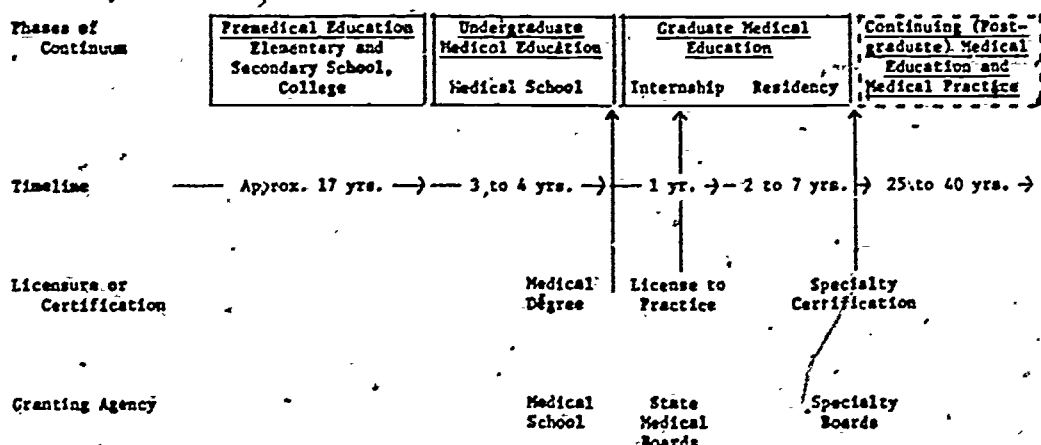 Phases of Continuum
Premedical Education
Elementary and
Secondary School,
College
Undergraduate
Medical Education
Medical School
Graduate Medical
Education
Internship Residency
Continuing (Post-
graduate) Medical
Education and
Medical Practice
Timeline Approx. 17 yrs. 3 to 4 yrs. 1 yr. 2 to 7 yrs. 25 to 40 yrs.
Licensure or
Certification
Medical
Degree
License to
Practice
Specialty
Certification
Granting Agency
Medical
School
State
Medical
Boards
Specialty
Boards